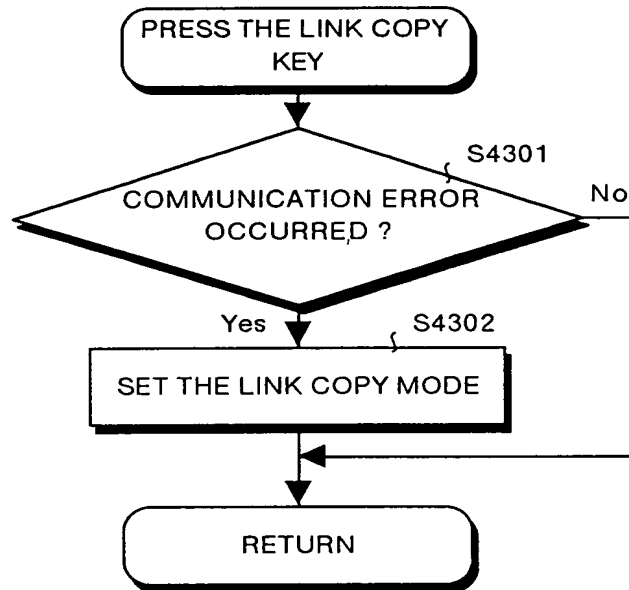 PRESS THE LINK COPY
KEY
S4301
COMMUNICATION ERROR
OCCURRED ?
No
Yes
S4302
SET THE LINK COPY MODE
RETURN